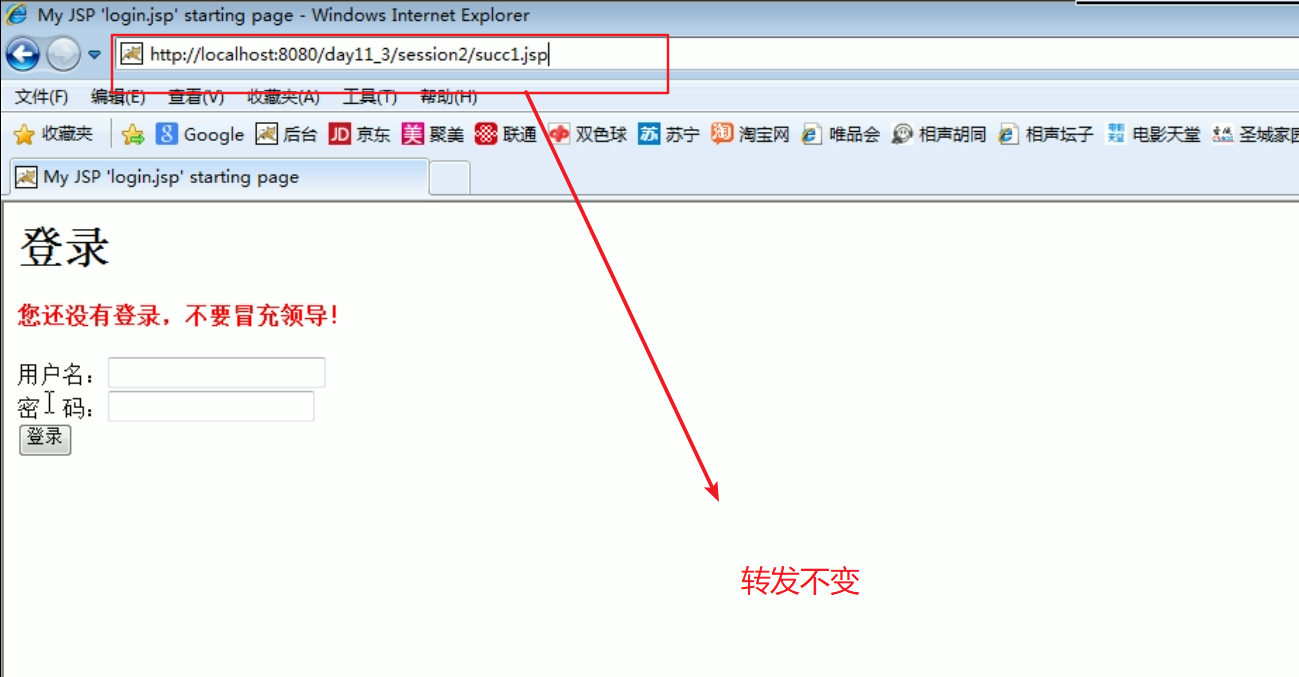 My JSP 'login.jsp' starting page - Windows Internet Explorer
http://localhost:8080/day11_3/session2/succ1.jsp
文件(F) 编辑(E) 查看(V) 收藏夹(A) 工具(T) 帮助(H)
收藏夹 Google 后台 JD 京东 美 聚美 联通 双色球 苏 苏宁 淘 淘宝网 唯品会 相声胡同 相声坛子 电影天堂 圣城家园
My JSP 'login.jsp' starting page
登录
您还没有登录，不要冒充领导！
用户名：
密 码：
登录
转发不变